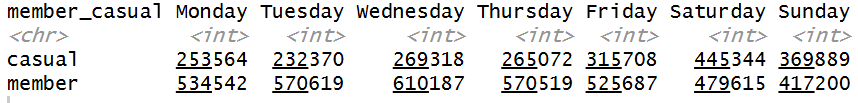 member_casual Monday Tuesday Wednesday Thursday Friday Saturday Sunday
<chr> <int> <int> <int> <int> <int> <int> <int>
casual 253564 232370 269318 265072 315708 445344 369889
member 534542 570619 610187 570519 525687 479615 417200